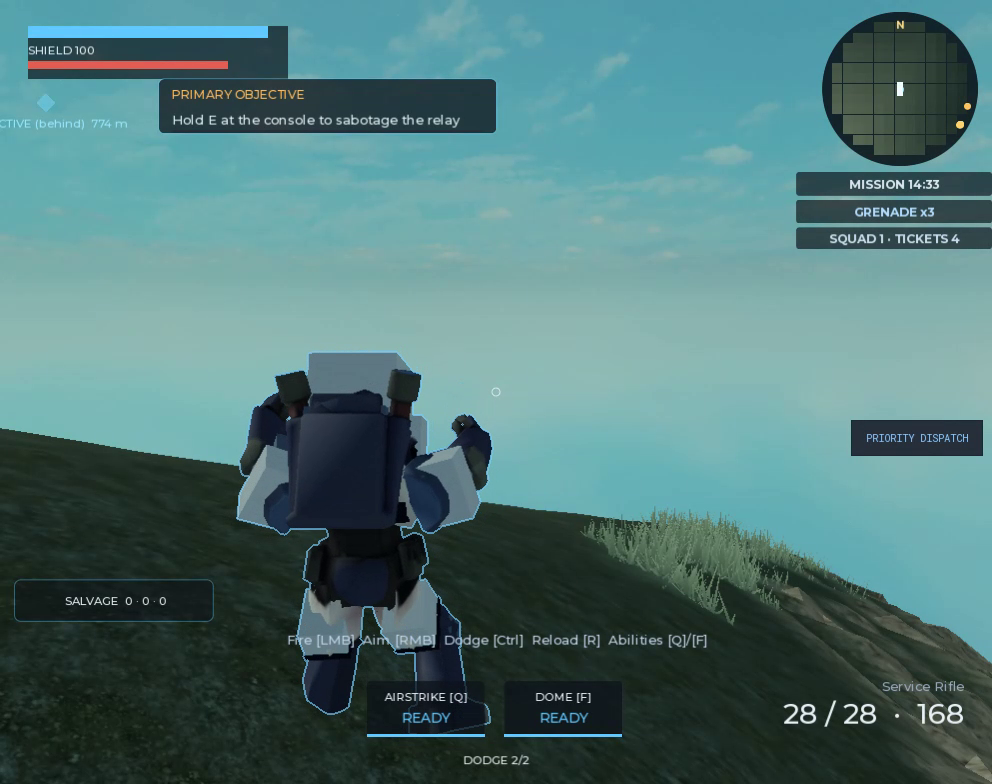 SHIELD 100
PRIMARY OBJECTIVE
Hold E at the console to sabotage the relay
CTIVE (behind) 774 m
N
MISSION 14:33
GRENADE x3
SQUAD 1 · TICKETS 4
PRIORITY DISPATCH
SALVAGE 0 · 0 · 0
Fire [LMB] Aim [RMB] Dodge [Ctrl] Reload [R] Abilities [Q]/[F]
AIRSTRIKE [Q]
READY
DOME [F]
READY
Service Rifle
28 / 28 · 168
DODGE 2/2